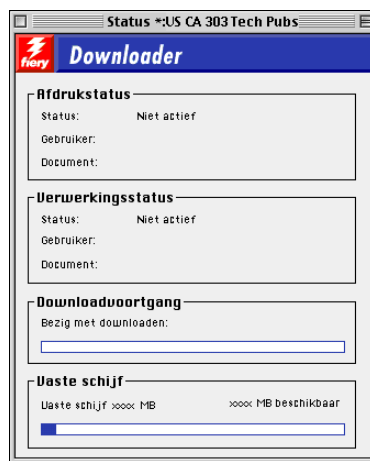 Status *:US CA 303 Tech Pubs
fiery
Downloader
Afdrukstatus
Status: Niet actief
Gebruiker:
Document:
Verwerkingsstatus
Status: Niet actief
Gebruiker:
Document:
Downloadvoortgang
Bezig met downloaden:
Vaste schijf
Vaste schijf xxxx MB xxxx MB beschikbaar